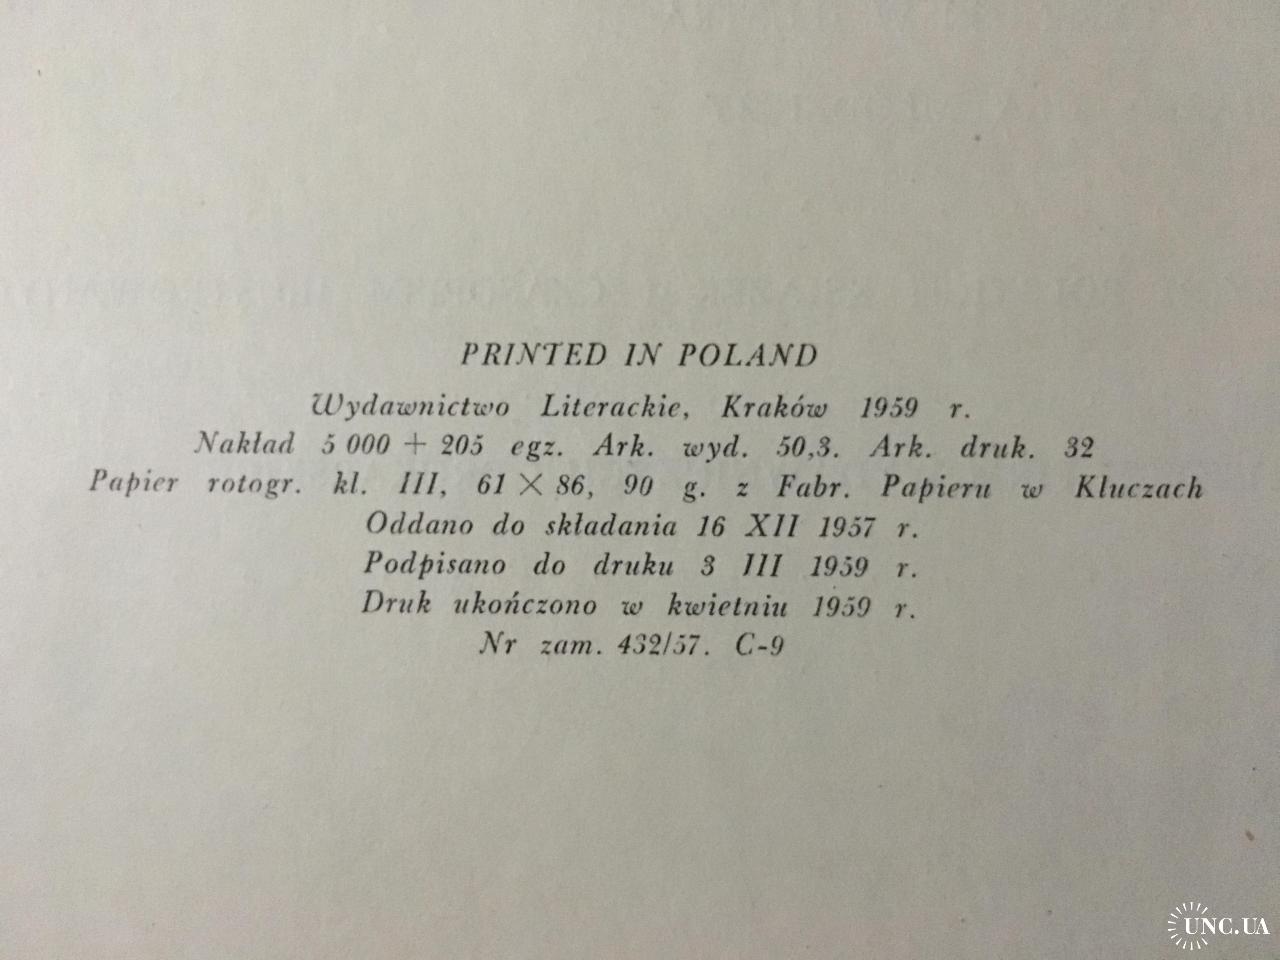 PRINTED IN POLAND
Wydawnictwo Literackie, Kraków 1959 r.
Nakład 5 000 + 205 egz. Ark. wyd. 50,3. Ark. druk. 32
Papier rotogr. kl. III, 61 × 86, 90 g. z Fabr. Papieru w Kluczach
Oddano do składania 16 XII 1957 r.
Podpisano do druku 3 III 1959 r.
Druk ukończono w kwietniu 1959 r.
Nr zam. 432/57. C-9
UNC.UA